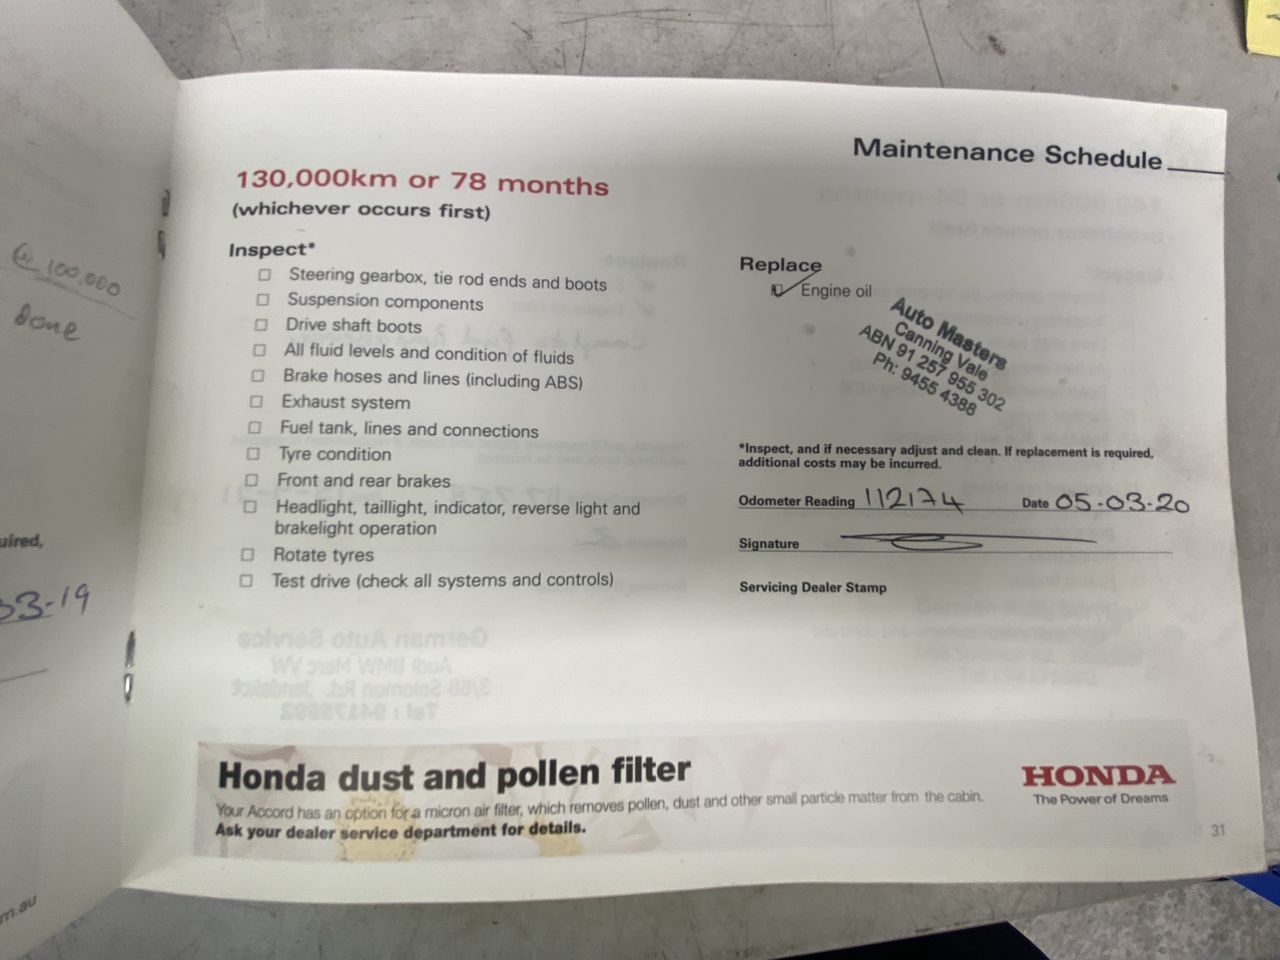 @ 100,000
done
uired,
03-19
m.au
Maintenance Schedule
130,000km or 78 months
(whichever occurs first)
Inspect*
Steering gearbox, tie rod ends and boots
Suspension components
Drive shaft boots
All fluid levels and condition of fluids
Brake hoses and lines (including ABS)
Exhaust system
Fuel tank, lines and connections
Tyre condition
Front and rear brakes
Headlight, taillight, indicator, reverse light and
brakelight operation
Rotate tyres
Test drive (check all systems and controls)
Replace
Engine oil
Auto Masters
Canning Vale
ABN 91 257 955 302
Ph: 9455 4388
*Inspect, and if necessary adjust and clean. If replacement is required,
additional costs may be incurred.
Odometer Reading 112174 Date 05-03-20
Signature
Servicing Dealer Stamp
Honda dust and pollen filter
Your Accord has an option for a micron air filter, which removes pollen, dust and other small particle matter from the cabin.
Ask your dealer service department for details.
HONDA
The Power of Dreams
31